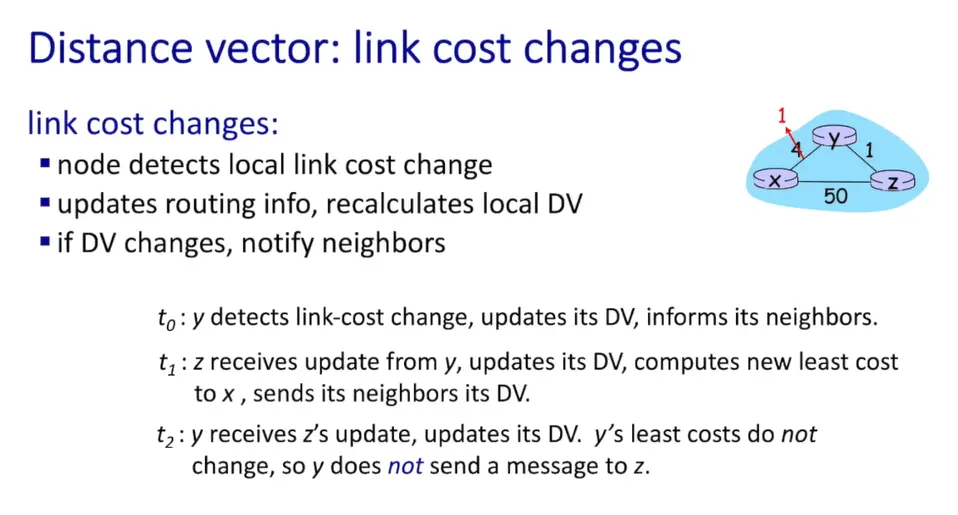 Distance vector: link cost changes
link cost changes:
▪ node detects local link cost change
▪ updates routing info, recalculates local DV
▪ if DV changes, notify neighbors
1
4
y
1
x
z
50
t0 : y detects link-cost change, updates its DV, informs its neighbors.
t1 : z receives update from y, updates its DV, computes new least cost
to x , sends its neighbors its DV.
t2 : y receives z’s update, updates its DV. y’s least costs do not
change, so y does not send a message to z.